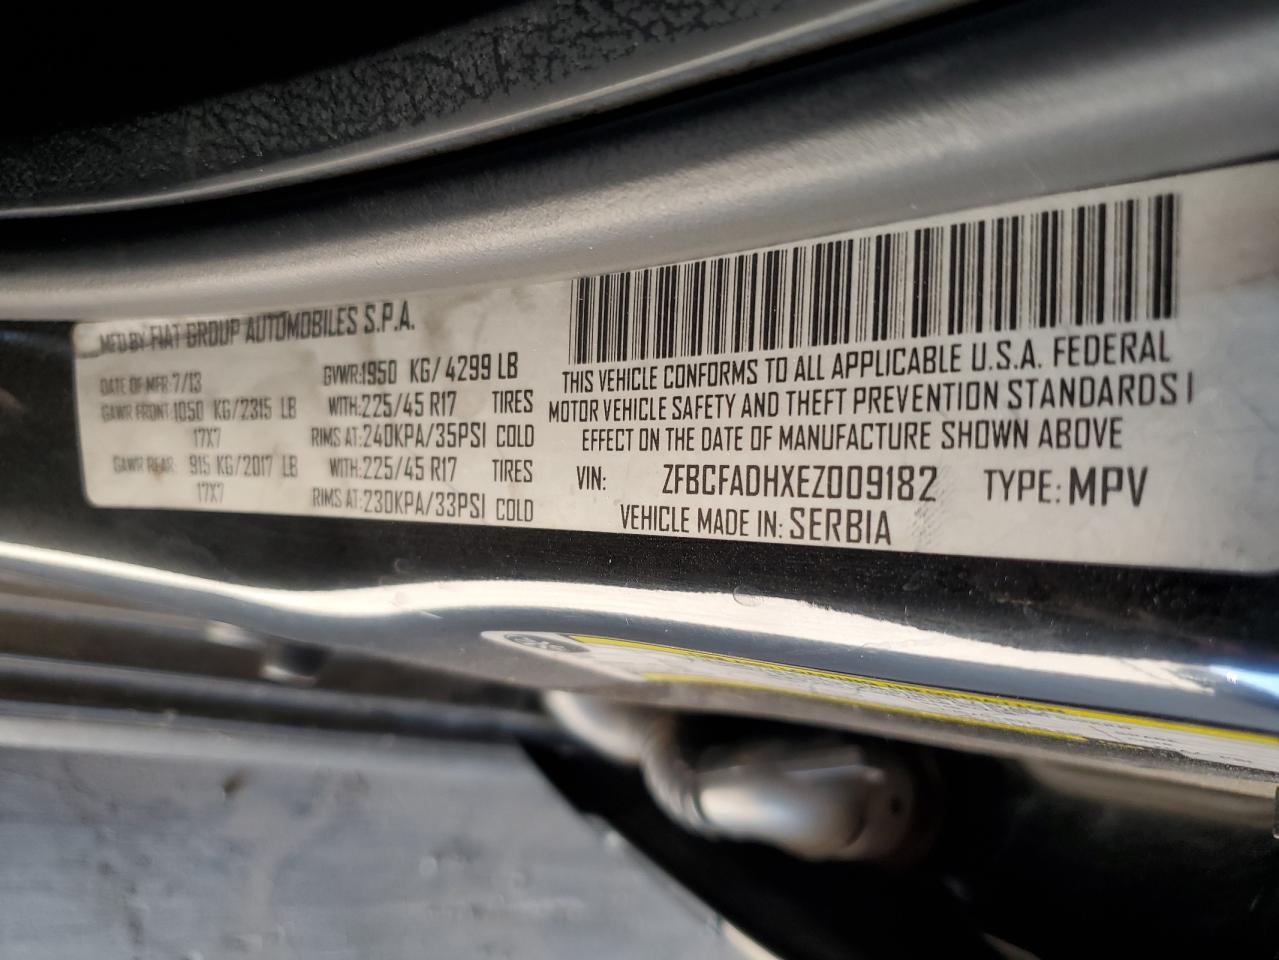 MFD BY FIAT GROUP AUTOMOBILES S.P.A.
DATE OF MFR: 7/13 GVWR:1950 KG/ 4299 LB
GAWR FRONT:1050 KG/2315 LB WITH:225/45 R17 TIRES
17X7 RIMS AT:240KPA/35PSI COLD
GAWR REAR: 915 KG/2017 LB WITH:225/45 R17 TIRES
17X7 RIMS AT:230KPA/33PSI COLD
THIS VEHICLE CONFORMS TO ALL APPLICABLE U.S.A. FEDERAL
MOTOR VEHICLE SAFETY AND THEFT PREVENTION STANDARDS I
EFFECT ON THE DATE OF MANUFACTURE SHOWN ABOVE
VIN: ZFBCFADHXEZ009182 TYPE: MPV
VEHICLE MADE IN: SERBIA